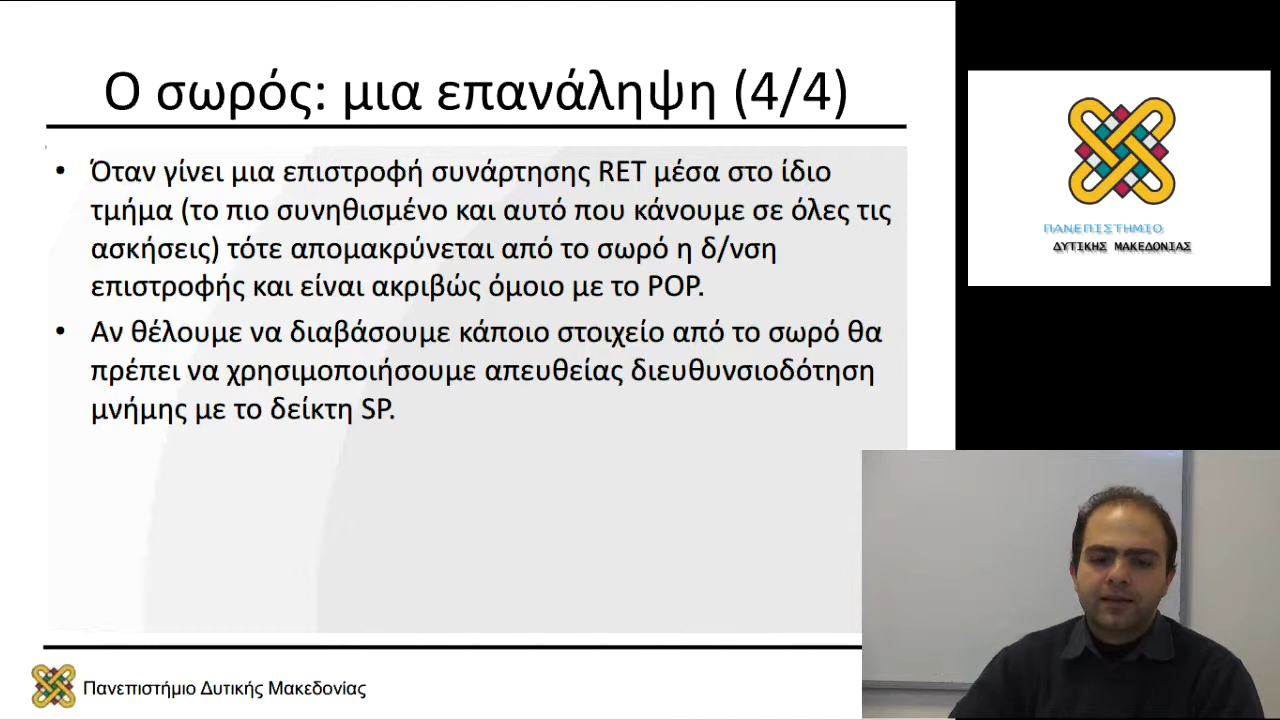 Ο σωρός: μια επανάληψη (4/4)
• Όταν γίνει μια επιστροφή συνάρτησης RET μέσα στο ίδιο
τμήμα (το πιο συνηθισμένο και αυτό που κάνουμε σε όλες τις
ασκήσεις) τότε απομακρύνεται από το σωρό η δ/νση
επιστροφής και είναι ακριβώς όμοιο με το POP.
• Αν θέλουμε να διαβάσουμε κάποιο στοιχείο από το σωρό θα
πρέπει να χρησιμοποιήσουμε απευθείας διευθυνσιοδότηση
μνήμης με το δείκτη SP.
Πανεπιστήμιο Δυτικής Μακεδονίας
ΠΑΝΕΠΙΣΤΗΜΙΟ
ΔΥΤΙΚΗΣ ΜΑΚΕΔΟΝΙΑΣ